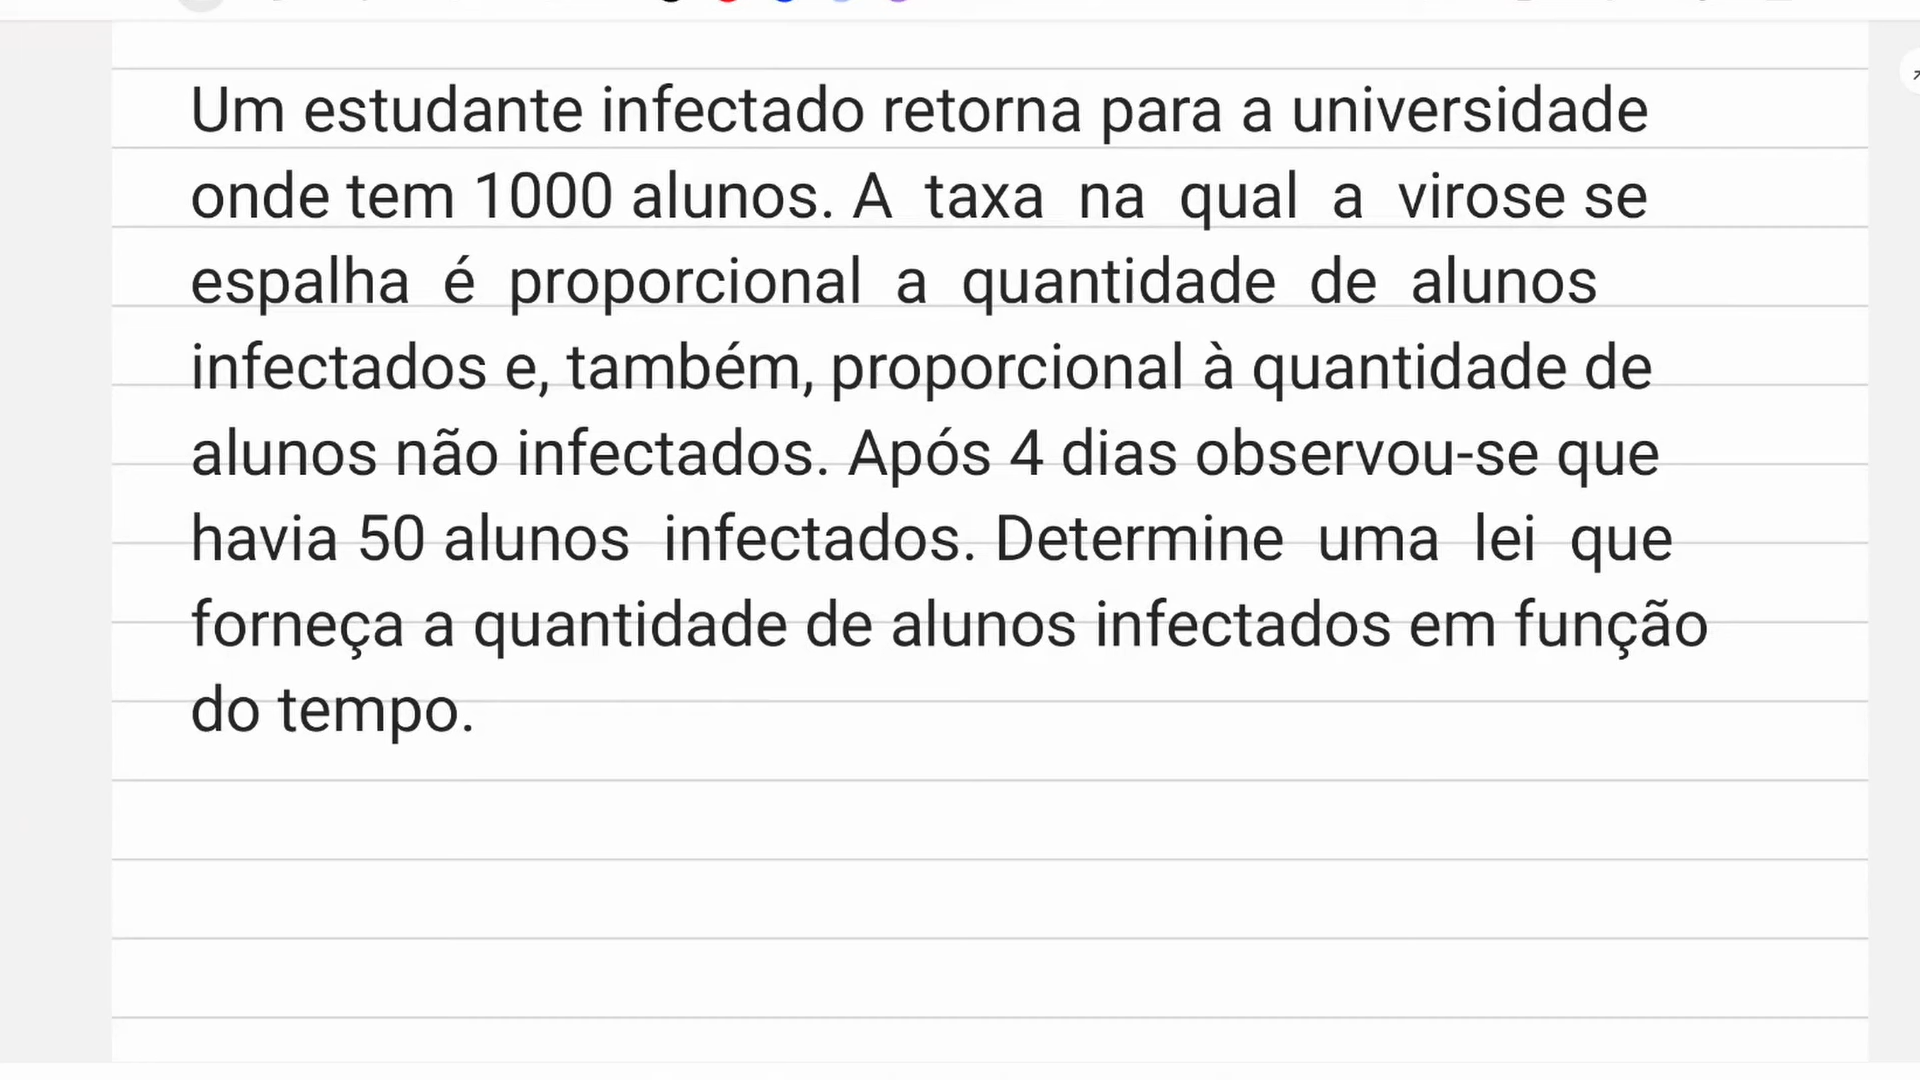 Um estudante infectado retorna para a universidade
onde tem 1000 alunos. A taxa na qual a virose se
espalha é proporcional a quantidade de alunos
infectados e, também, proporcional à quantidade de
alunos não infectados. Após 4 dias observou-se que
havia 50 alunos infectados. Determine uma lei que
forneça a quantidade de alunos infectados em função
do tempo.